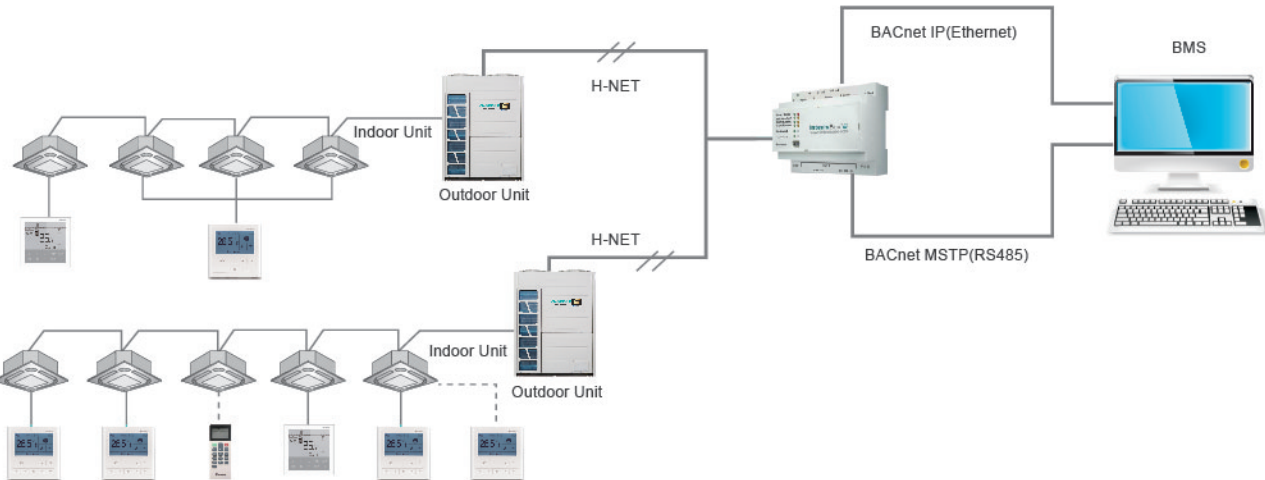 BACnet IP(Ethernet)
BMS
H-NET
Indoor Unit
Outdoor Unit
H-NET
BACnet MSTP(RS485)
Indoor Unit
Outdoor Unit